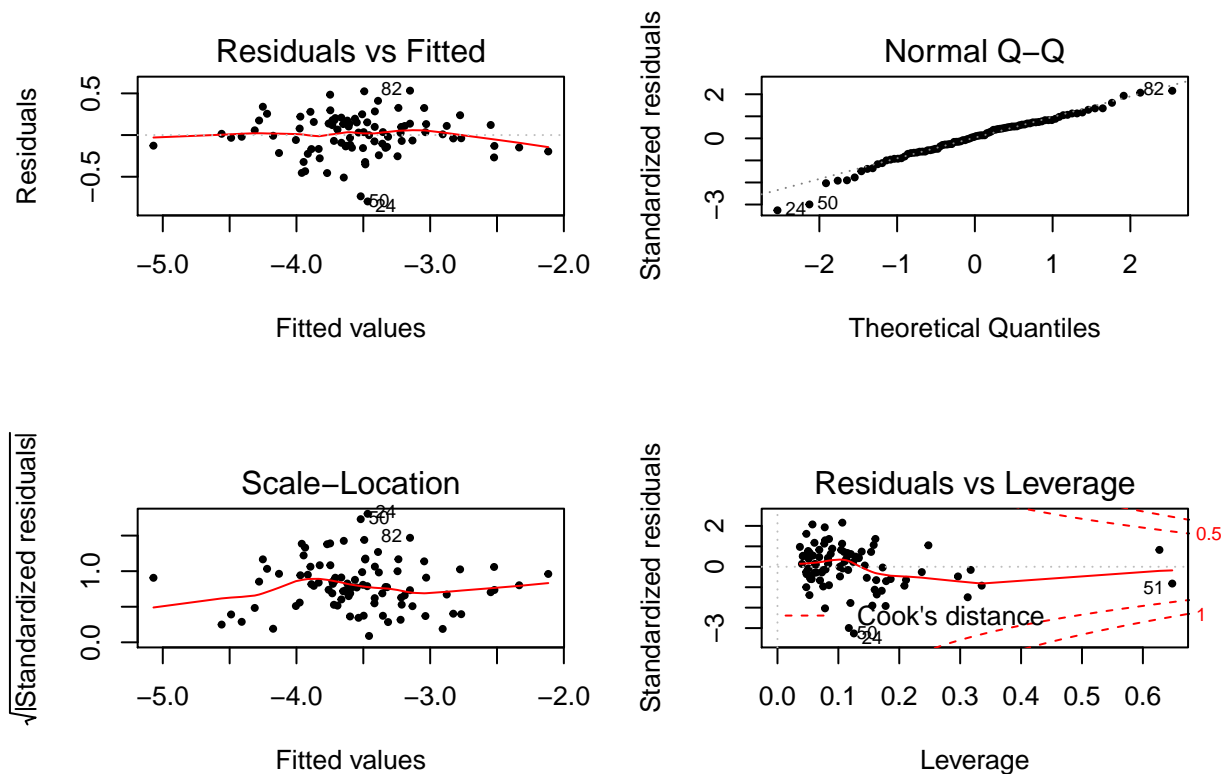 Residuals vs Fitted
Residuals
0.5
−0.5
82
50
24
−5.0 −4.0 −3.0 −2.0
Fitted values
Normal Q−Q
Standardized residuals
2
0
−3
82
50
24
−2 −1 0 1 2
Theoretical Quantiles
Scale−Location
√|Standardized residuals|
1.0
0.0
24
50
82
−5.0 −4.0 −3.0 −2.0
Fitted values
Residuals vs Leverage
Standardized residuals
2
0
−3
0.5
1
51
Cook's distance
50
24
0.0 0.1 0.2 0.3 0.4 0.5 0.6
Leverage